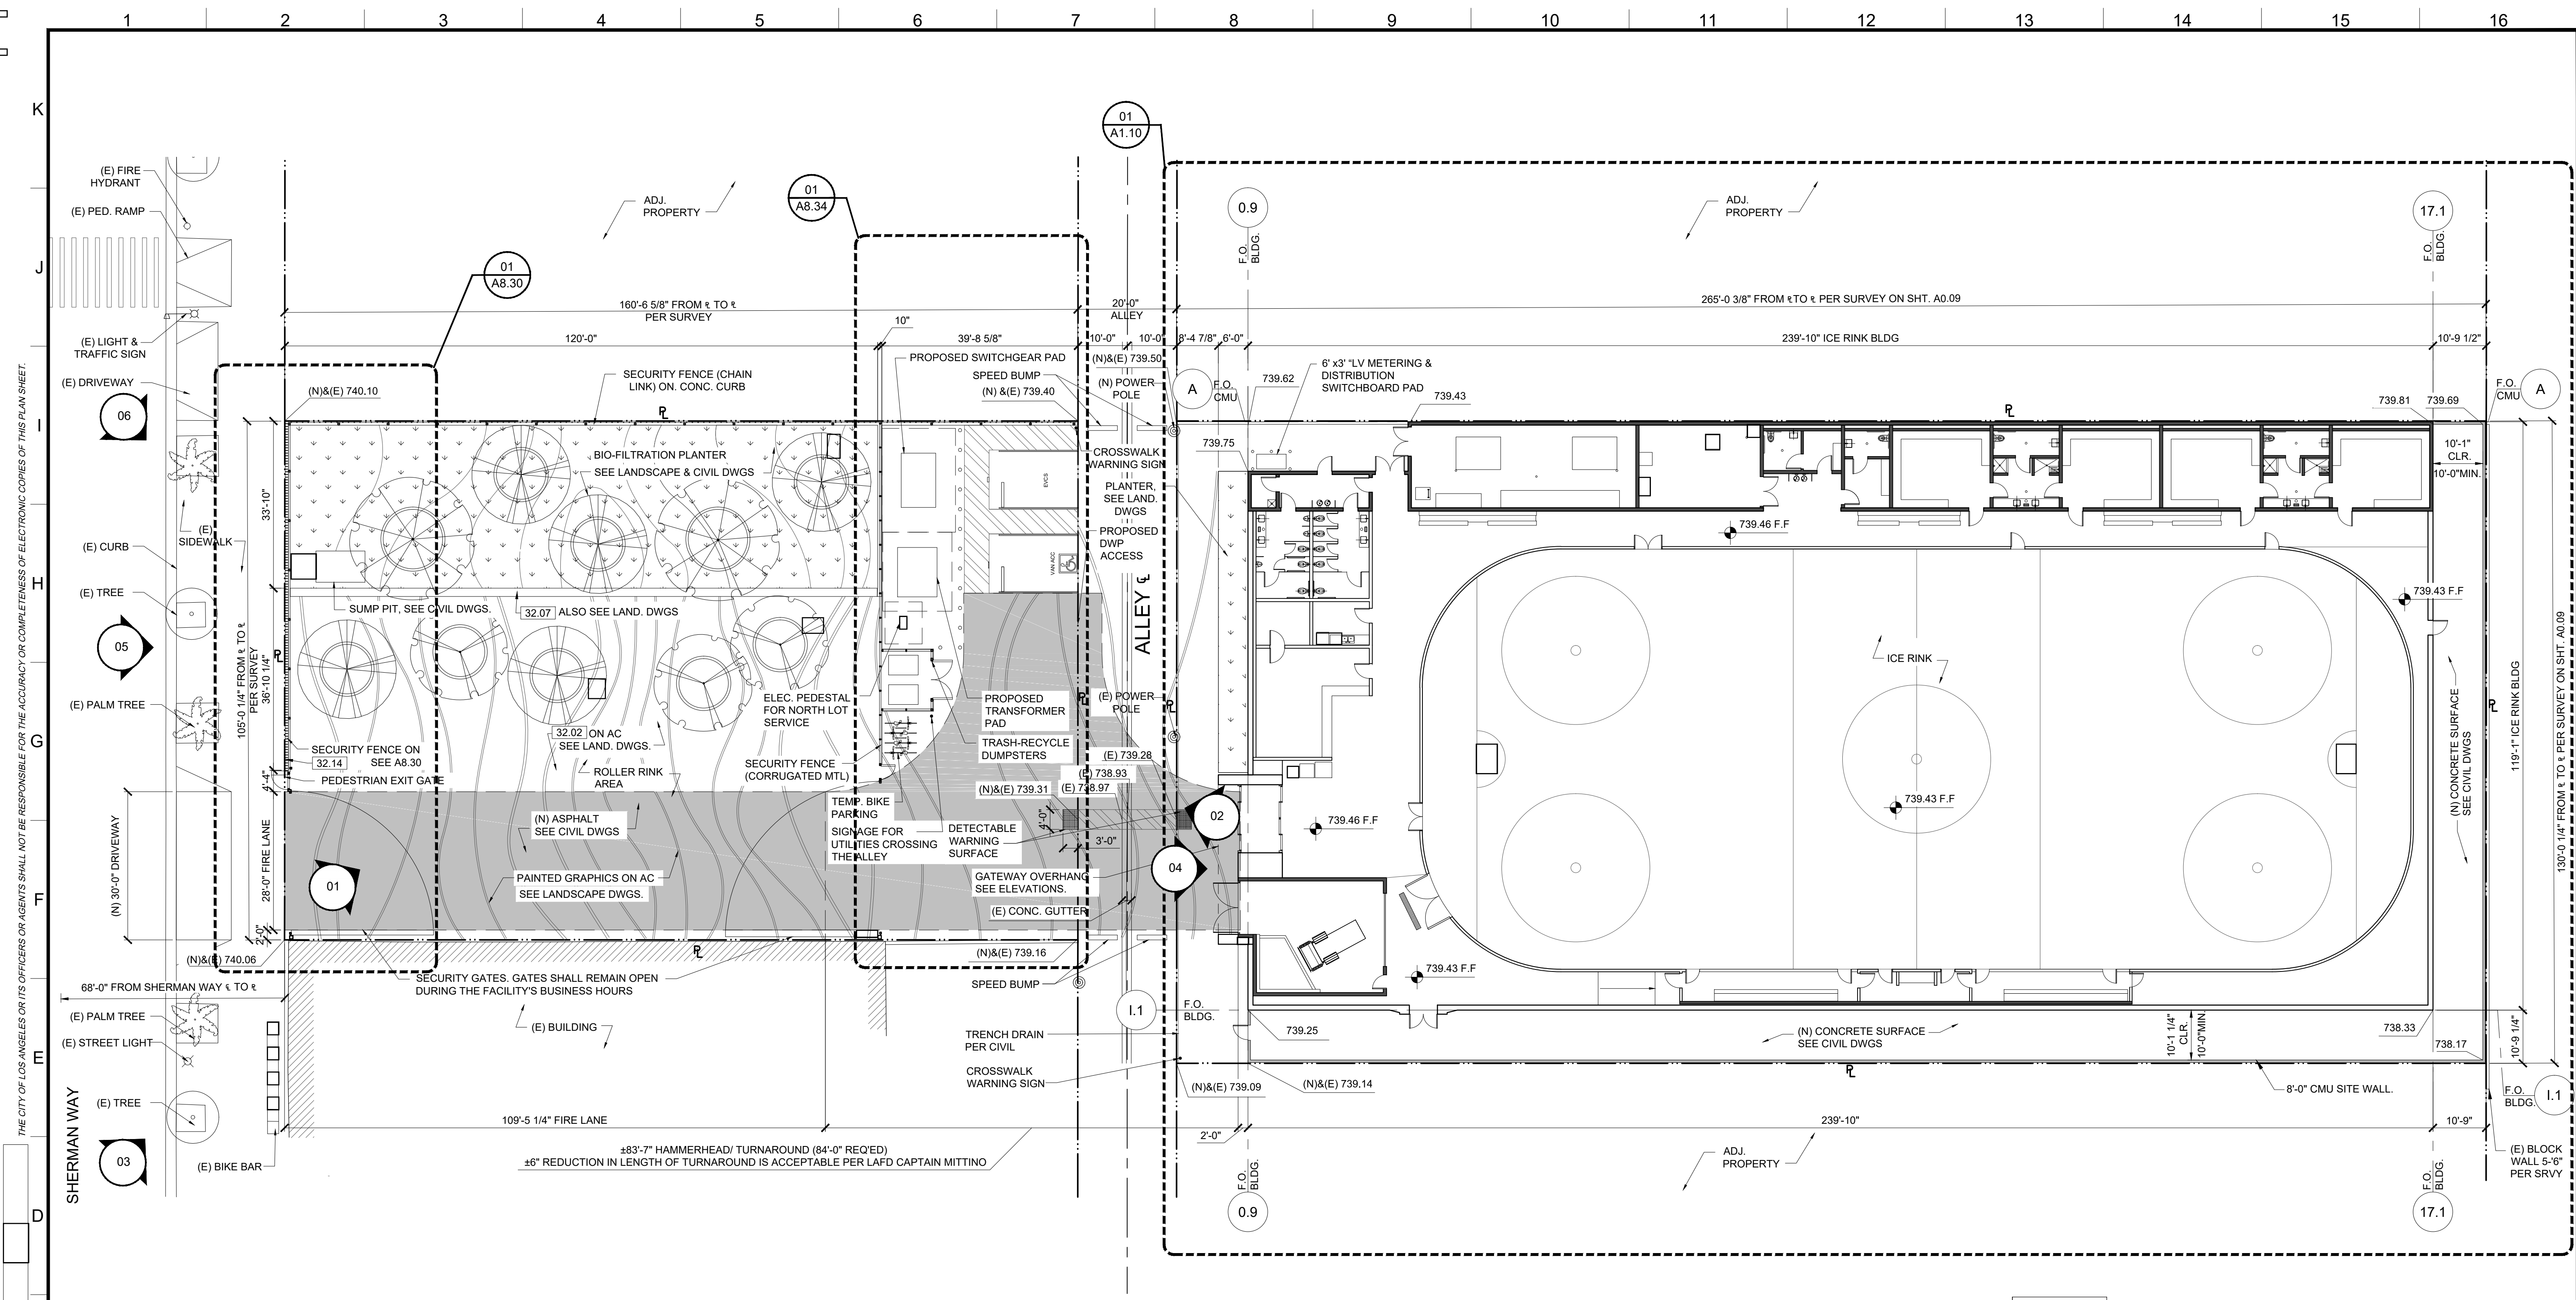 1
2
3
4
5
6
7
8
9
10
11
12
13
14
15
16
K
J
I
H
G
F
E
D
THE CITY OF LOS ANGELES OR ITS OFFICERS OR AGENTS SHALL NOT BE RESPONSIBLE FOR THE ACCURACY OR COMPLETENESS OF ELECTRONIC COPIES OF THIS PLAN SHEET.
(E) FIRE
HYDRANT
(E) PED. RAMP
(E) LIGHT &
TRAFFIC SIGN
(E) DRIVEWAY
06
(E)
SIDEWALK
(E) CURB
(E) TREE
05
(E) PALM TREE
(N) 30'-0" DRIVEWAY
68'-0" FROM SHERMAN WAY ℄ TO ℄
(E) PALM TREE
(E) STREET LIGHT
(E) TREE
SHERMAN WAY
03
(E) BIKE BAR
01
A8.30
01
A8.34
01
A1.10
ADJ.
PROPERTY
160'-6 5/8" FROM ℄ TO ℄
PER SURVEY
20'-0"
ALLEY
265'-0 3/8" FROM ℄ TO ℄ PER SURVEY ON SHT. A0.09
120'-0"
10"
39'-8 5/8"
10'-0"
10'-0"
8'-4 7/8"
6'-0"
239'-10" ICE RINK BLDG
10'-9 1/2"
0.9
F.O.
BLDG.
17.1
F.O.
BLDG.
ADJ.
PROPERTY
(N)&(E) 740.10
SECURITY FENCE (CHAIN
LINK) ON. CONC. CURB
PROPOSED SWITCHGEAR PAD
SPEED BUMP
(N) &(E) 739.40
(N)&(E) 739.50
(N) POWER
POLE
A
F.O.
CMU
739.62
6' x3' "LV METERING &
DISTRIBUTION
SWITCHBOARD PAD
739.43
739.81
739.69
F.O.
CMU
A
PL
PL
BIO-FILTRATION PLANTER
SEE LANDSCAPE & CIVIL DWGS
33'-10"
EVCS
VAN ACC
CROSSWALK
WARNING SIGN
PLANTER,
SEE LAND.
DWGS
PROPOSED
DWP
ACCESS
ALLEY ℄
739.75
10'-1"
CLR.
10'-0"MIN.
739.46 F.F
739.43 F.F
SUMP PIT, SEE CIVIL DWGS.
32.07
ALSO SEE LAND. DWGS
105'-0 1/4" FROM ℄ TO ℄
PER SURVEY
36'-10 1/4"
PL
ELEC. PEDESTAL
FOR NORTH LOT
SERVICE
PROPOSED
TRANSFORMER
PAD
(E) POWER
POLE
PL
PL
ICE RINK
PL
32.02
ON AC
SEE LAND. DWGS.
TRASH-RECYCLE
DUMPSTERS
SECURITY FENCE ON
32.14
SEE A8.30
PEDESTRIAN EXIT GATE
4'-4"
SECURITY FENCE
(CORRUGATED MTL)
ROLLER RINK
AREA
(E) 739.28
(E) 738.93
(E) 738.97
(N)&(E) 739.31
4'-0"
3'-0"
TEMP. BIKE
PARKING
SIGNAGE FOR
UTILITIES CROSSING
THE ALLEY
DETECTABLE
WARNING
SURFACE
02
04
739.46 F.F
739.43 F.F
(N) CONCRETE SURFACE
SEE CIVIL DWGS
119'-1" ICE RINK BLDG
130'-0 1/4" FROM ℄ TO ℄ PER SURVEY ON SHT. A0.09
(N) ASPHALT
SEE CIVIL DWGS
28'-0" FIRE LANE
01
PAINTED GRAPHICS ON AC
SEE LANDSCAPE DWGS.
GATEWAY OVERHANG
SEE ELEVATIONS.
(E) CONC. GUTTER
2'-0"
(N)&(E) 740.06
PL
(N)&(E) 739.16
739.43 F.F
SECURITY GATES. GATES SHALL REMAIN OPEN
DURING THE FACILITY'S BUSINESS HOURS
SPEED BUMP
I.1
F.O.
BLDG.
(E) BUILDING
TRENCH DRAIN
PER CIVIL
739.25
(N) CONCRETE SURFACE
SEE CIVIL DWGS
10'-1 1/4"
CLR.
10'-0"MIN.
738.33
738.17
10'-9 1/4"
CROSSWALK
WARNING SIGN
(N)&(E) 739.09
(N)&(E) 739.14
PL
8'-0" CMU SITE WALL.
F.O.
BLDG.
I.1
109'-5 1/4" FIRE LANE
2'-0"
239'-10"
10'-9"
±83'-7" HAMMERHEAD/ TURNAROUND (84'-0" REQ'ED)
±6" REDUCTION IN LENGTH OF TURNAROUND IS ACCEPTABLE PER LAFD CAPTAIN MITTINO
ADJ.
PROPERTY
(E) BLOCK
WALL 5-'6"
PER SRVY
F.O.
BLDG.
0.9
F.O.
BLDG.
17.1